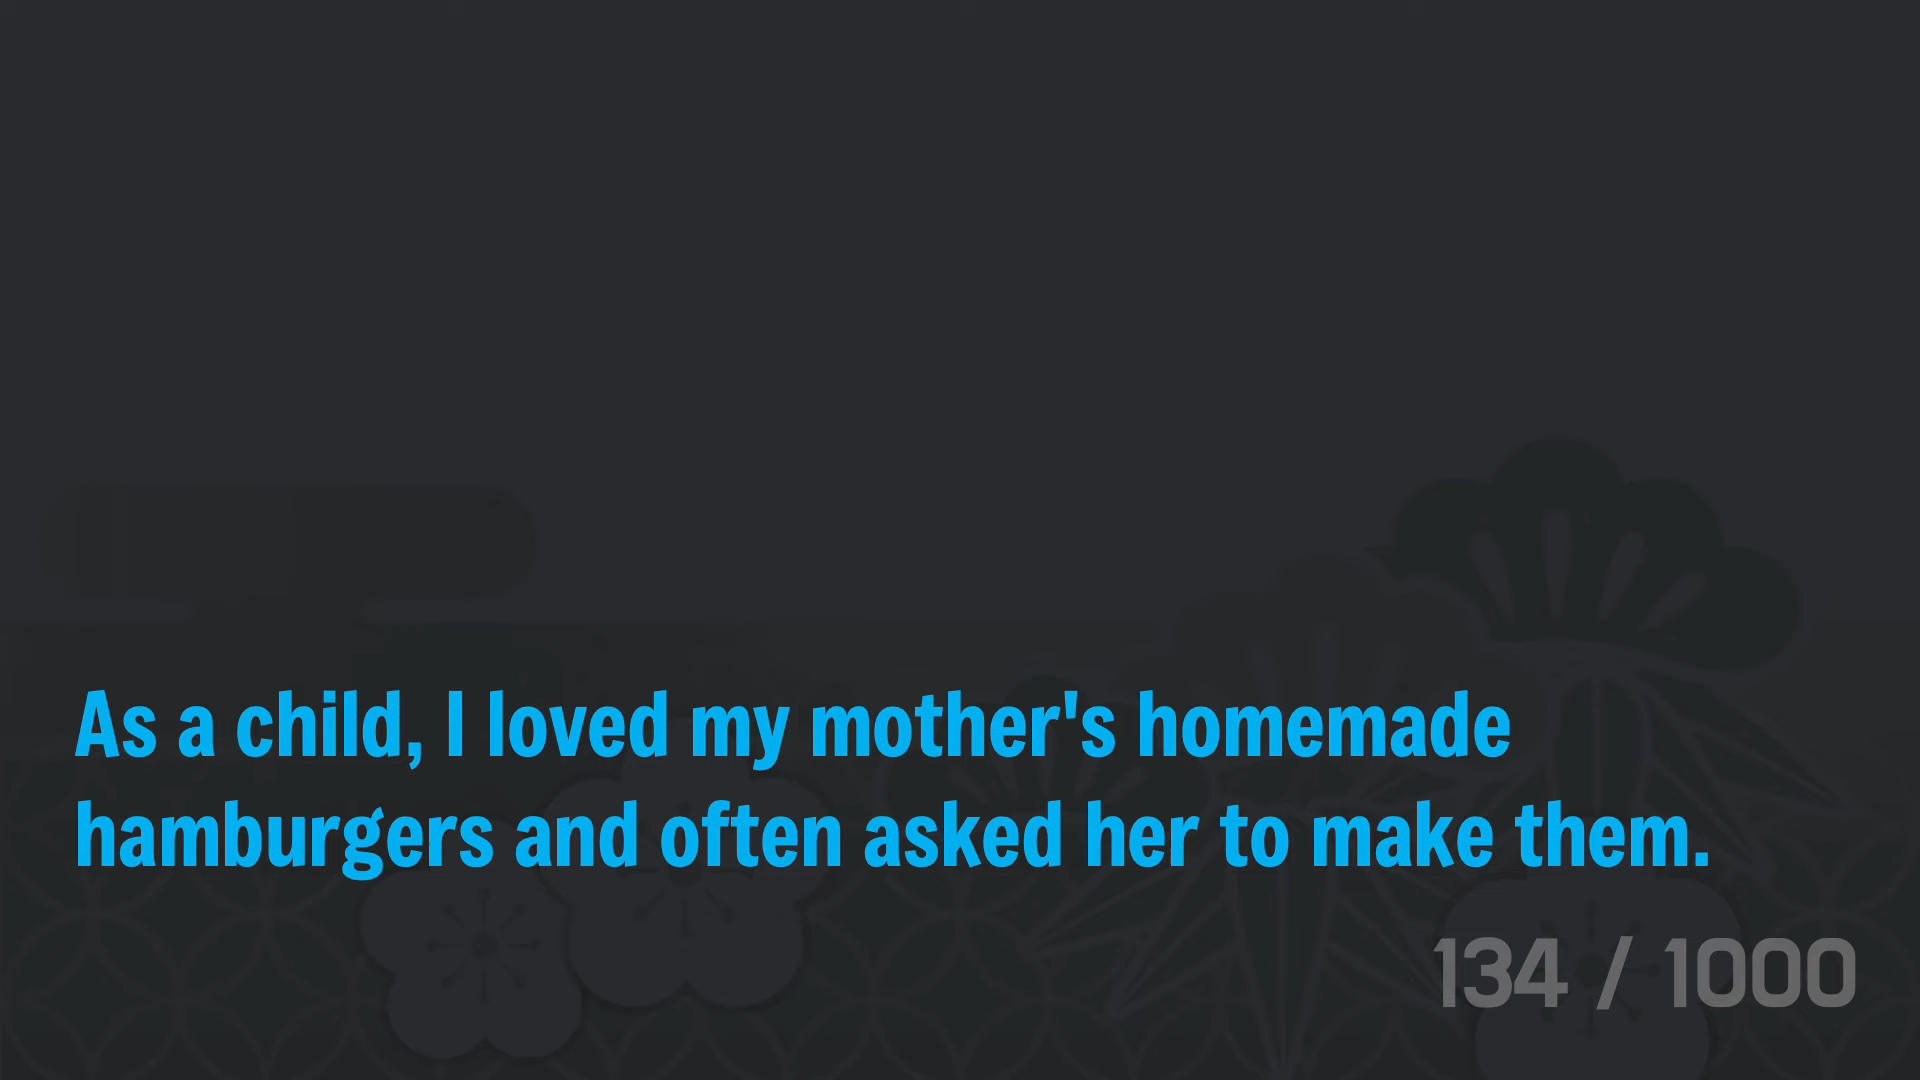 As a child, I loved my mother's homemade
hamburgers and often asked her to make them.
134 / 1000